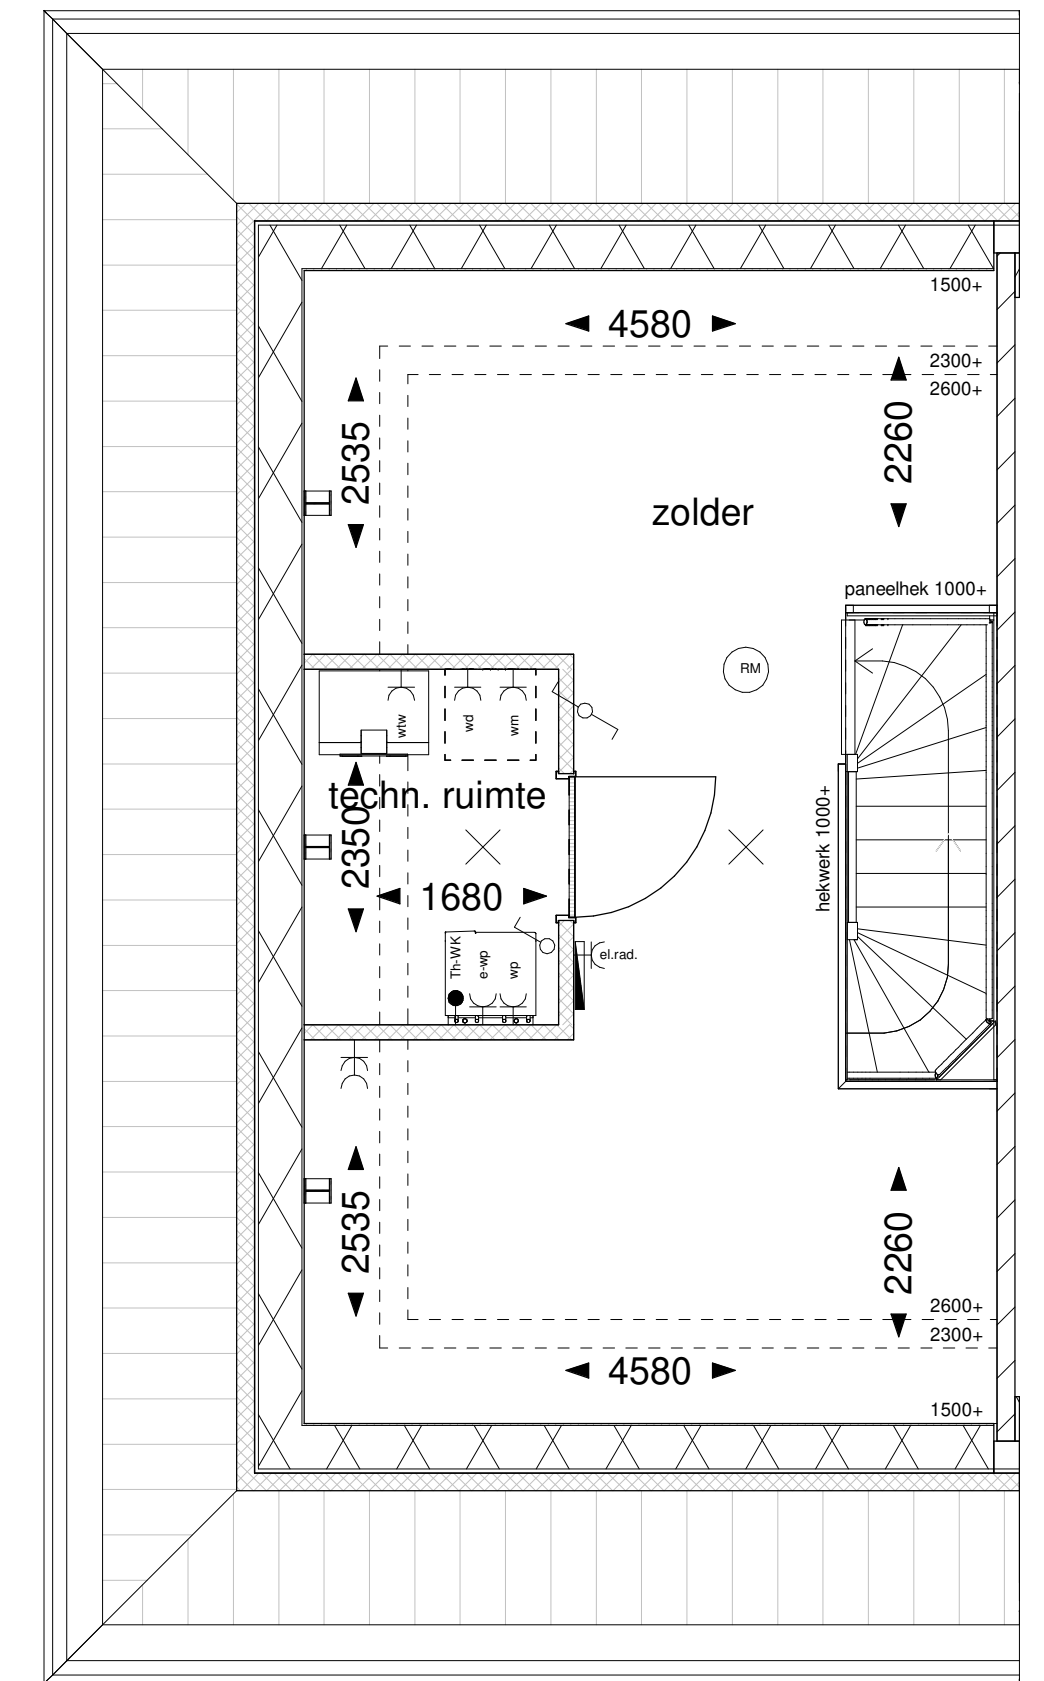 1500+
4580
2300+
2600+
2535
2260
zolder
paneelhek 1000+
RM
wtw
wd
wm
techn. ruimte
2350
hekwerk 1000+
1680
Th-WK
e-wp
wp
el.rad.
2535
2260
2600+
2300+
4580
1500+